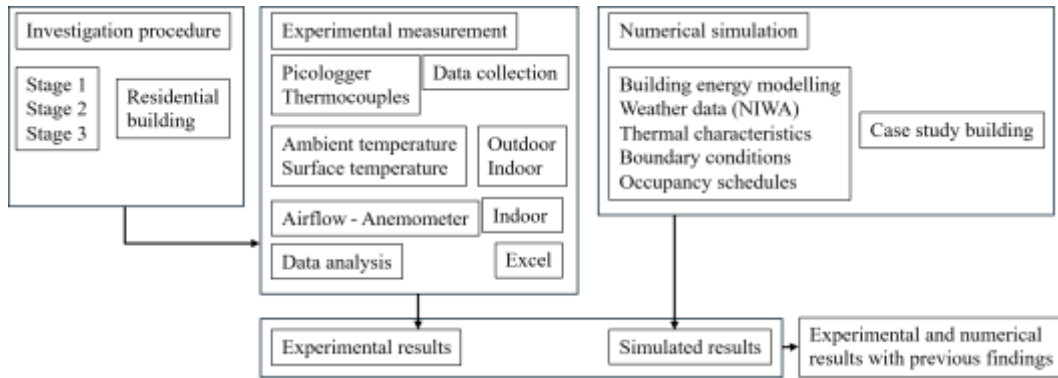 Investigation procedure
Stage 1
Stage 2
Stage 3
Residential
building
Experimental measurement
Picologger
Thermocouples
Data collection
Ambient temperature
Surface temperature
Outdoor
Indoor
Airflow - Anemometer
Indoor
Data analysis
Excel
Numerical simulation
Building energy modelling
Weather data (NIWA)
Thermal characteristics
Boundary conditions
Occupancy schedules
Case study building
Experimental results
Simulated results
Experimental and numerical
results with previous findings